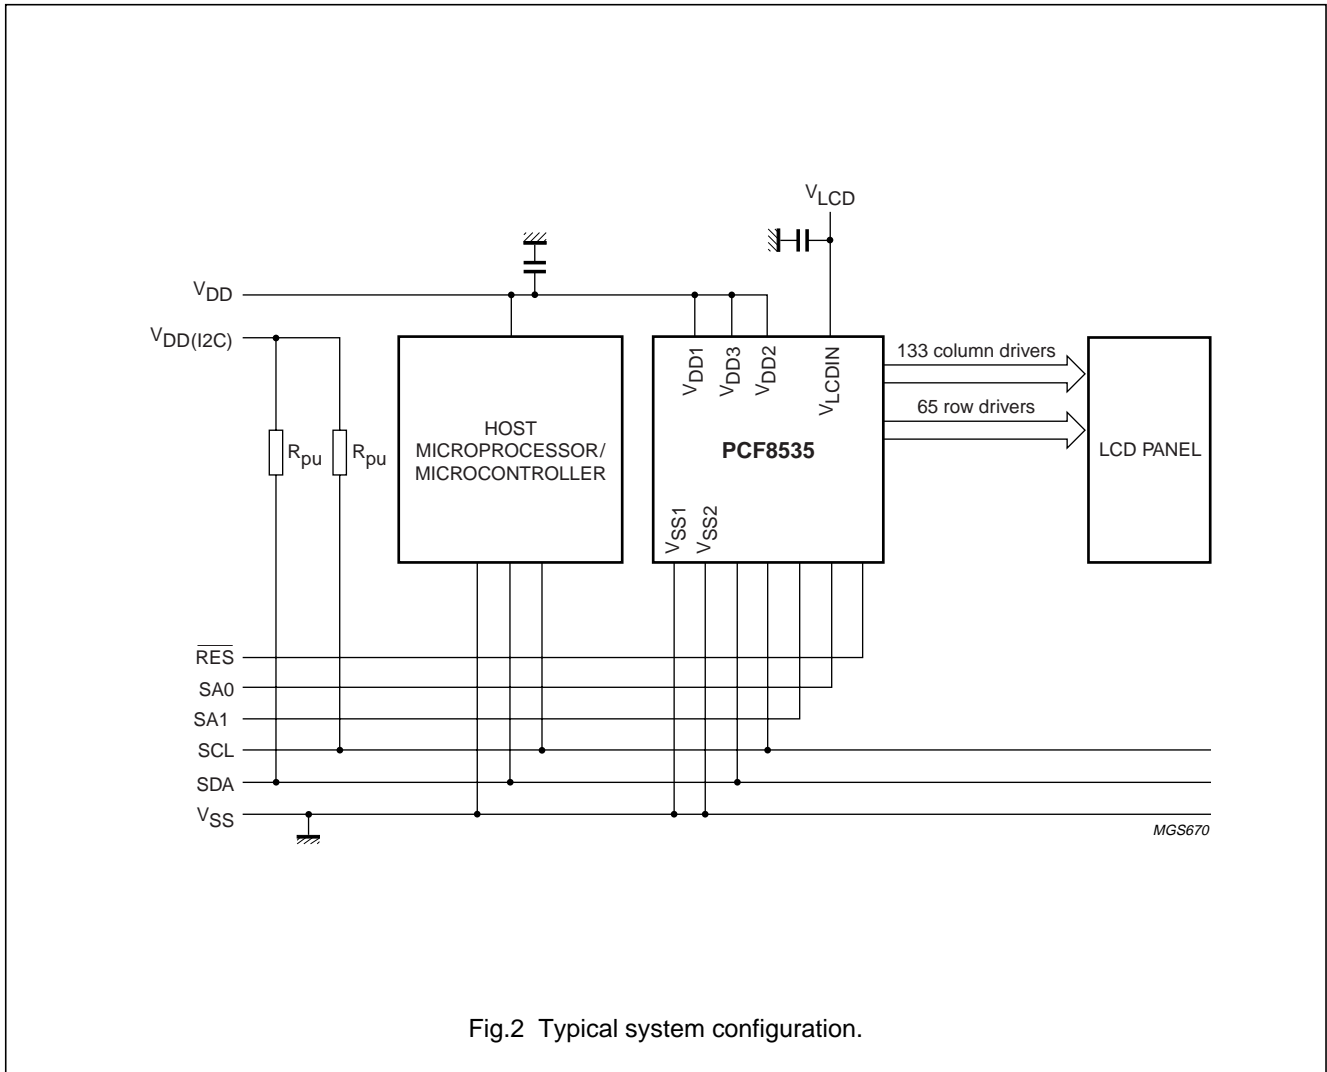 VLCD
VDD
VDD(I2C)
Rpu
Rpu
HOST
MICROPROCESSOR/
MICROCONTROLLER
VDD1
VDD3
VDD2
VLCDIN
PCF8535
VSS1
VSS2
133 column drivers
65 row drivers
LCD PANEL
RES
SA0
SA1
SCL
SDA
VSS
MGS670
Fig.2 Typical system configuration.